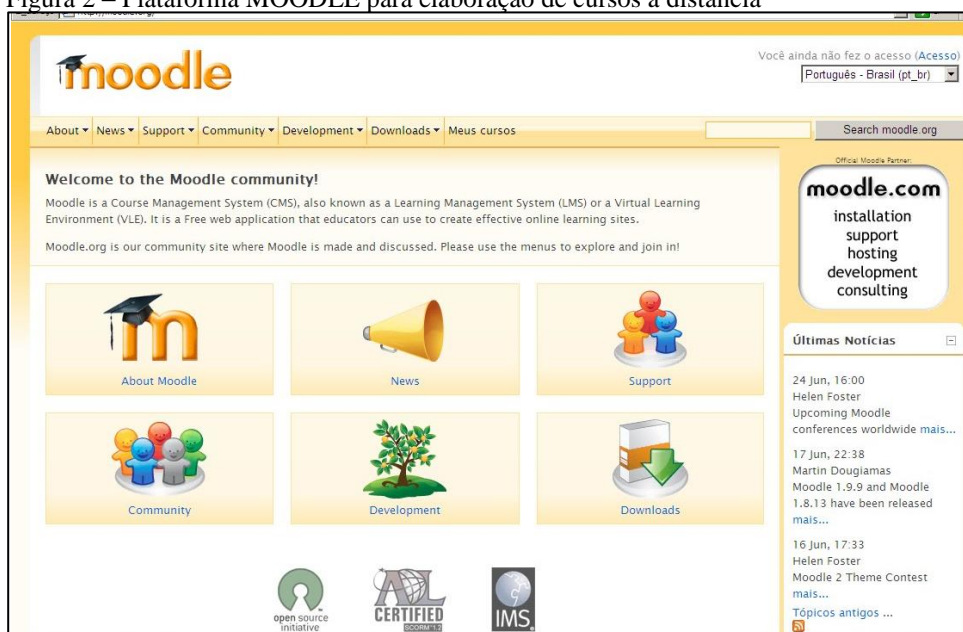 Figura 2 – Plataforma MOODLE para elaboração de cursos a distância
moodle
Você ainda não fez o acesso (Acesso)
Português - Brasil (pt_br)
About News Support Community Development Downloads Meus cursos
Search moodle.org
Welcome to the Moodle community!
Moodle is a Course Management System (CMS), also known as a Learning Management System (LMS) or a Virtual Learning
Environment (VLE). It is a Free web application that educators can use to create effective online learning sites.
Moodle.org is our community site where Moodle is made and discussed. Please use the menus to explore and join in!
About Moodle
News
Support
Community
Development
Downloads
open source
initiative
AL
CERTIFIED
SCORM 1.2
IMS
Official Moodle Partner:
moodle.com
installation
support
hosting
development
consulting
Últimas Notícias
24 Jun, 16:00
Helen Foster
Upcoming Moodle
conferences worldwide mais...
17 Jun, 22:38
Martin Dougiamas
Moodle 1.9.9 and Moodle
1.8.13 have been released
mais...
16 Jun, 17:33
Helen Foster
Moodle 2 Theme Contest
mais...
Tópicos antigos ...